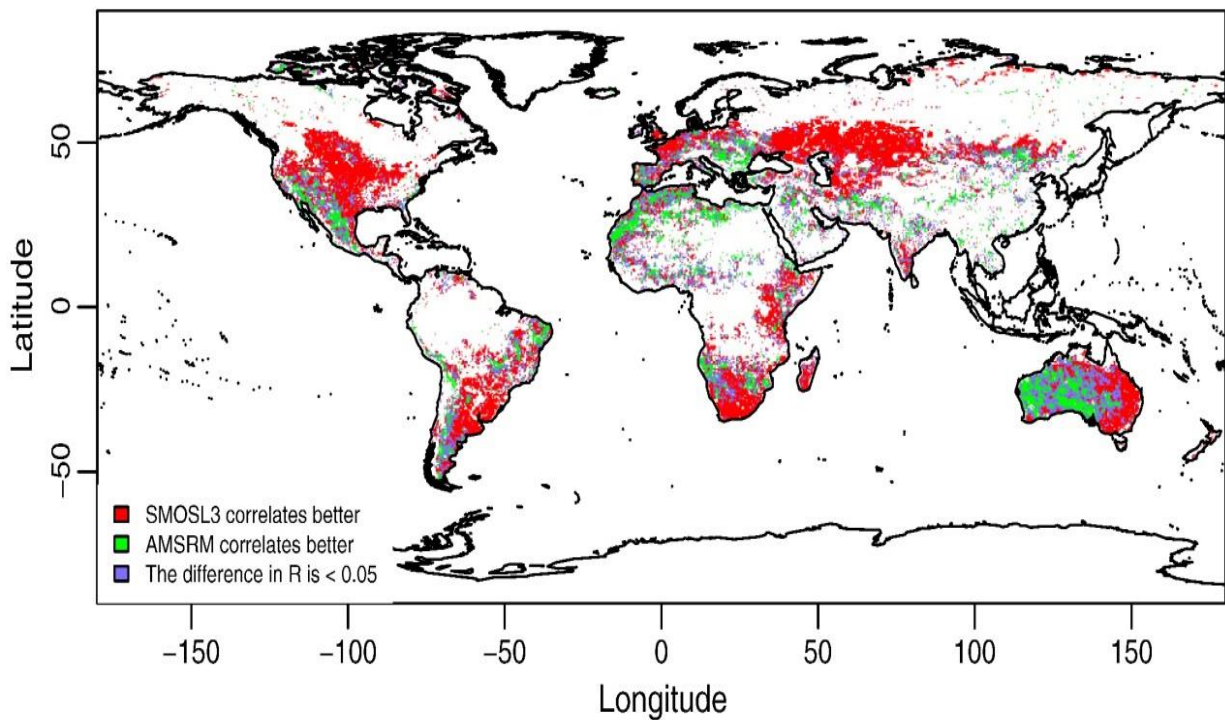 Latitude
50
0
−50
SMOSL3 correlates better
AMSRM correlates better
The difference in R is < 0.05
−150 −100 −50 0 50 100 150
Longitude